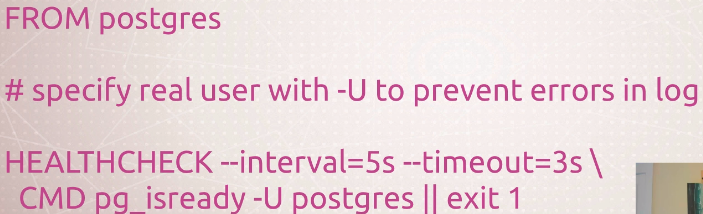 FROM postgres
# specify real user with -U to prevent errors in log
HEALTHCHECK --interval=5s --timeout=3s \
CMD pg_isready -U postgres || exit 1